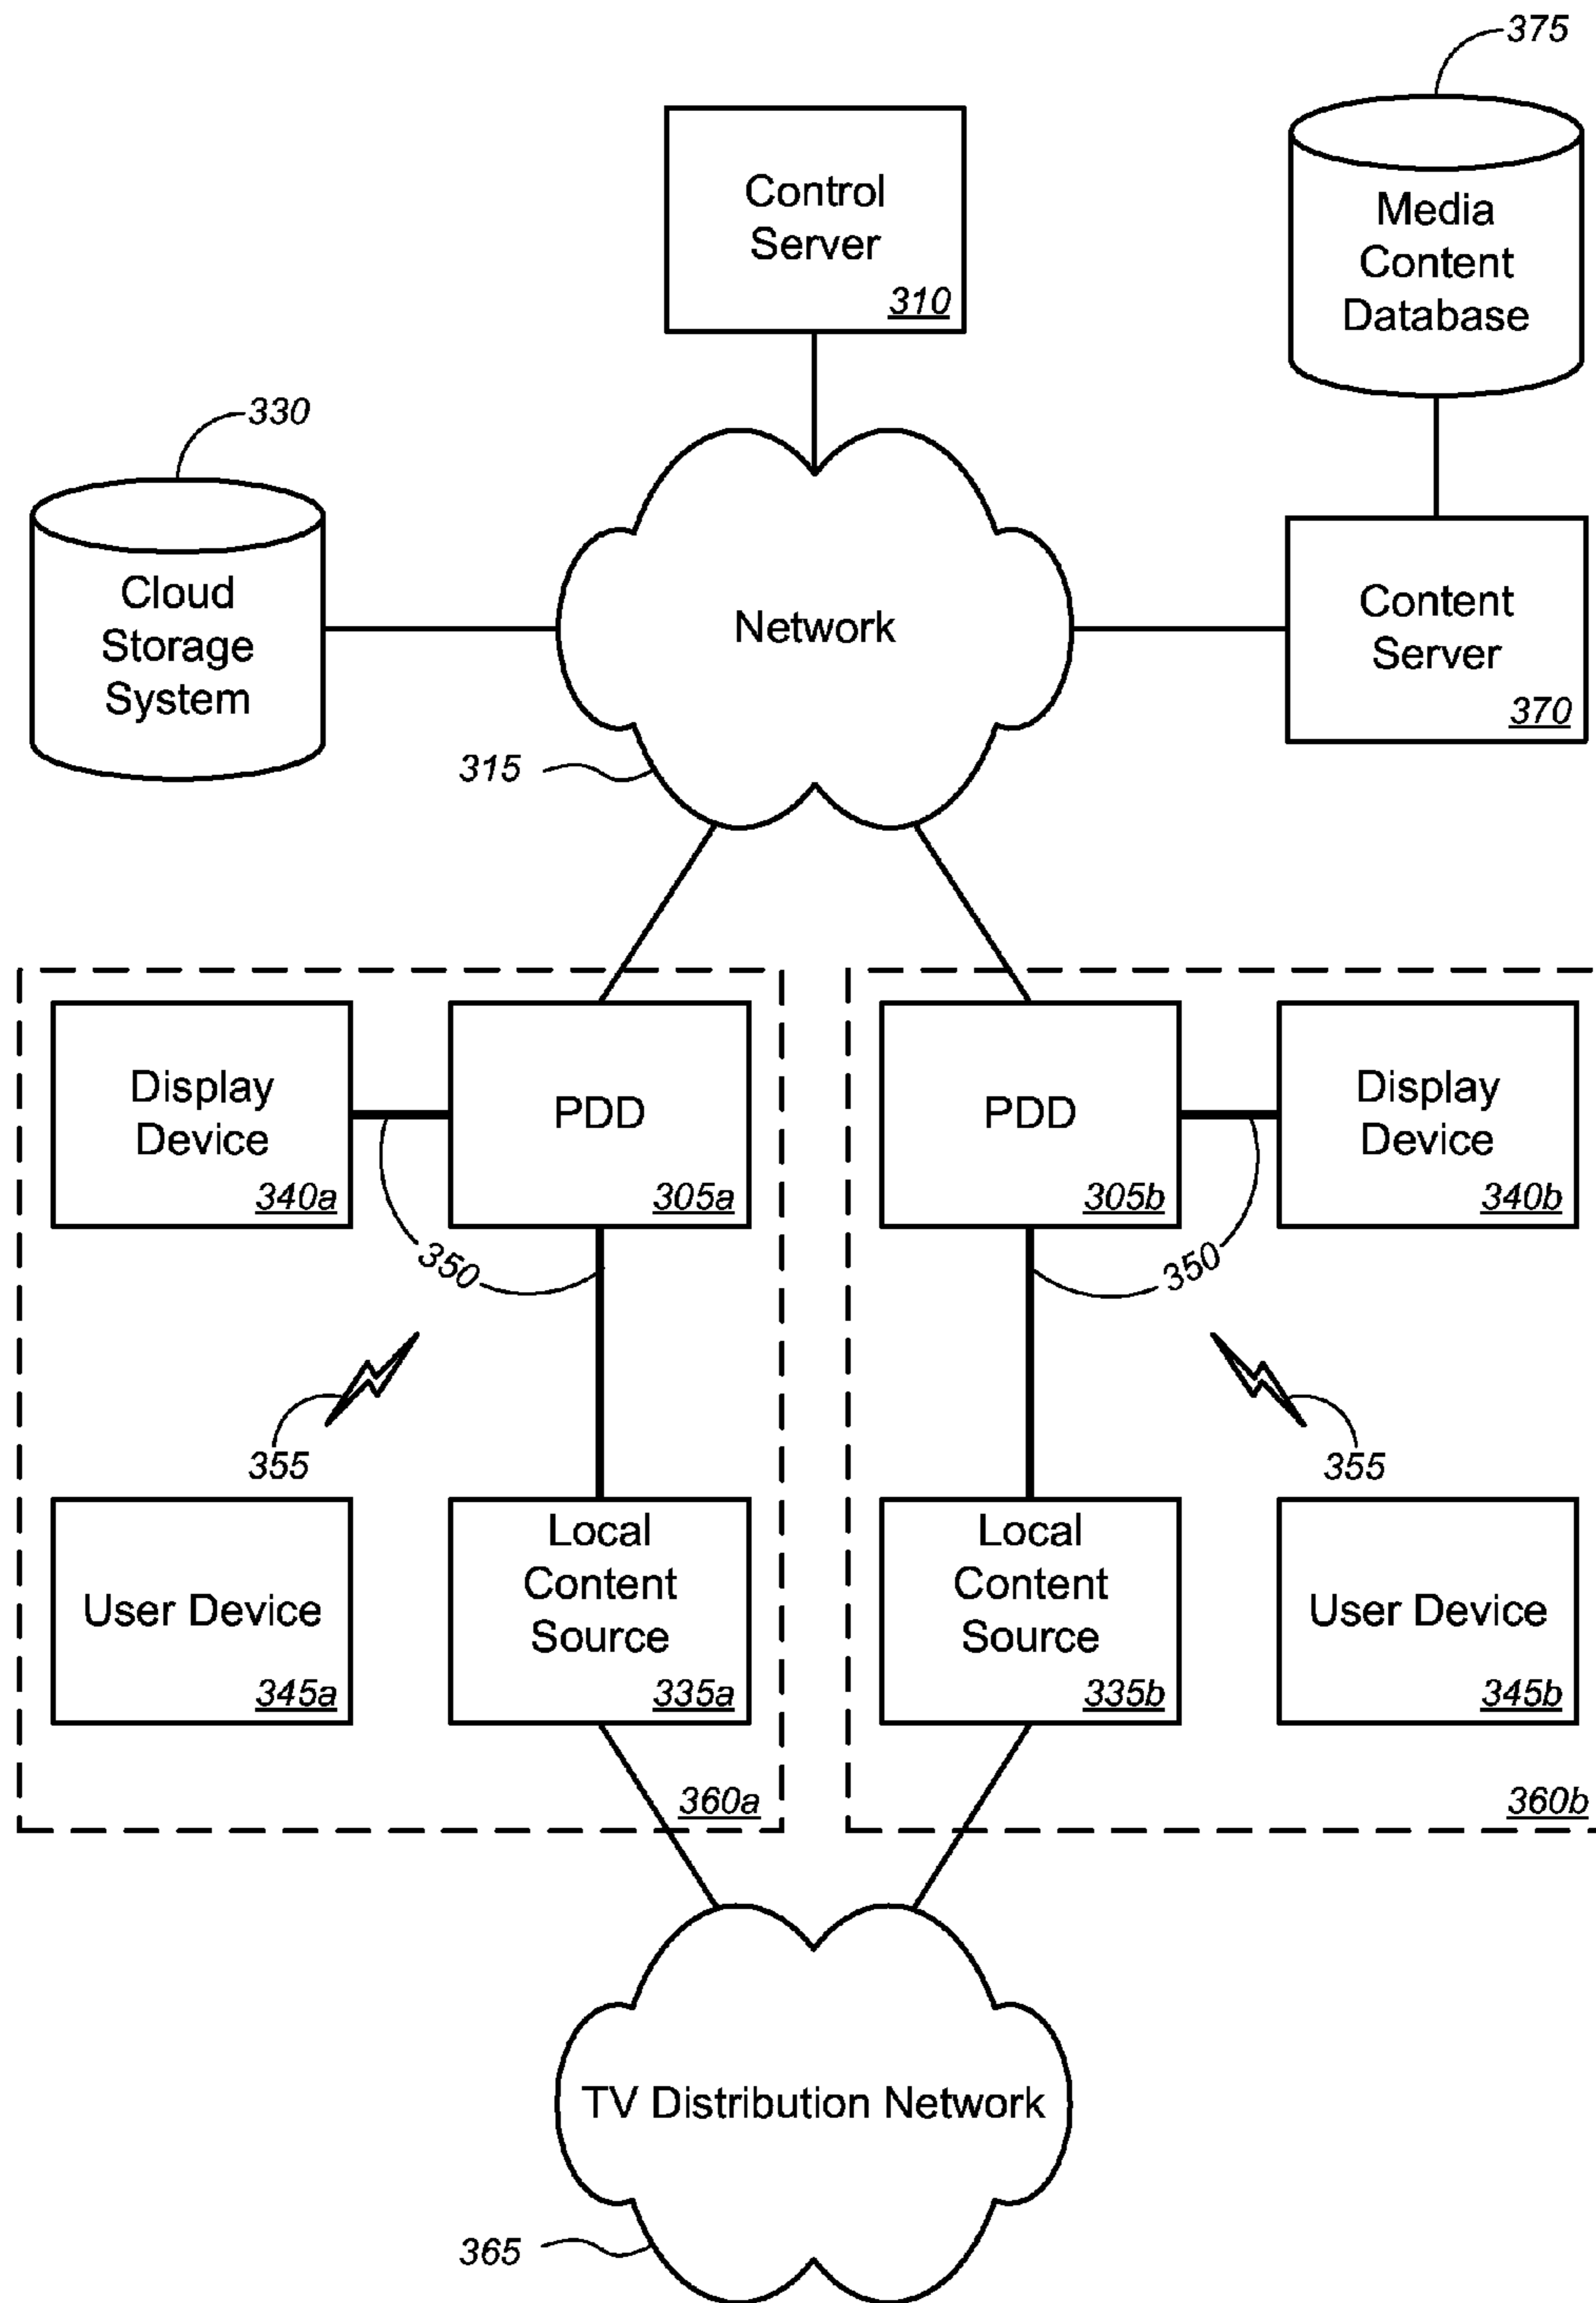 375
Control
Server
310
Media
Content
Database
330
Cloud
Storage
System
Network
Content
Server
370
315
Display
Device
340a
PDD
305a
PDD
305b
Display
Device
340b
350
350
355
355
User Device
345a
Local
Content
Source
335a
Local
Content
Source
335b
User Device
345b
360a
360b
TV Distribution Network
365